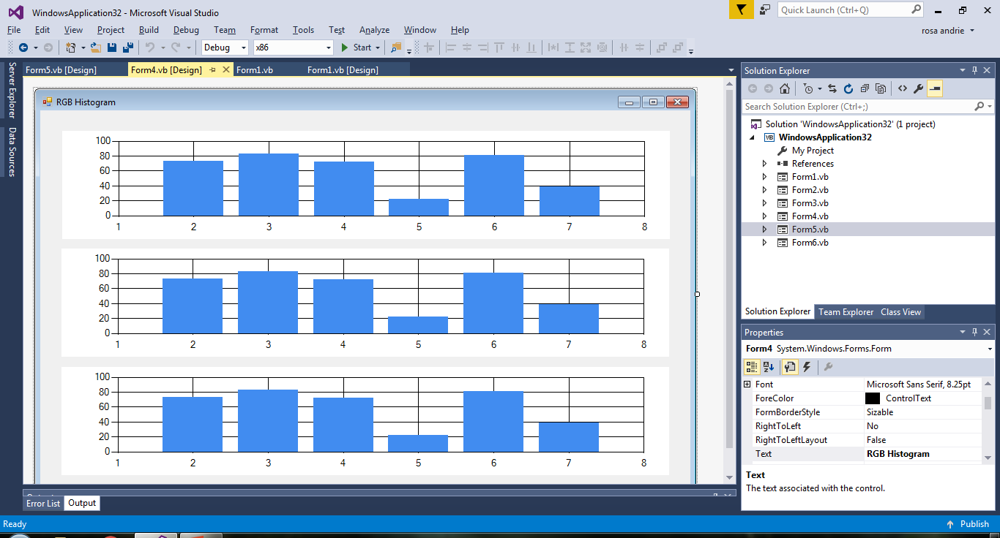 WindowsApplication32 - Microsoft Visual Studio
Quick Launch (Ctrl+Q)
File Edit View Project Build Debug Team Format Tools Test Analyze Window Help
rosa andrie
Debug x86 Start
Server Explorer
Data Sources
Form5.vb [Design] Form4.vb [Design] Form1.vb Form1.vb [Design]
RGB Histogram
100
80
60
40
20
0
1 2 3 4 5 6 7 8
100
80
60
40
20
0
1 2 3 4 5 6 7 8
100
80
60
40
20
0
1 2 3 4 5 6 7 8
Solution Explorer
Search Solution Explorer (Ctrl+;)
Solution 'WindowsApplication32' (1 project)
VB WindowsApplication32
My Project
References
Form1.vb
Form2.vb
Form3.vb
Form4.vb
Form5.vb
Form6.vb
Solution Explorer Team Explorer Class View
Properties
Form4 System.Windows.Forms.Form
Font Microsoft Sans Serif, 8.25pt
ForeColor ControlText
FormBorderStyle Sizable
RightToLeft No
RightToLeftLayout False
Text RGB Histogram
Text
The text associated with the control.
Error List Output
Ready
Publish